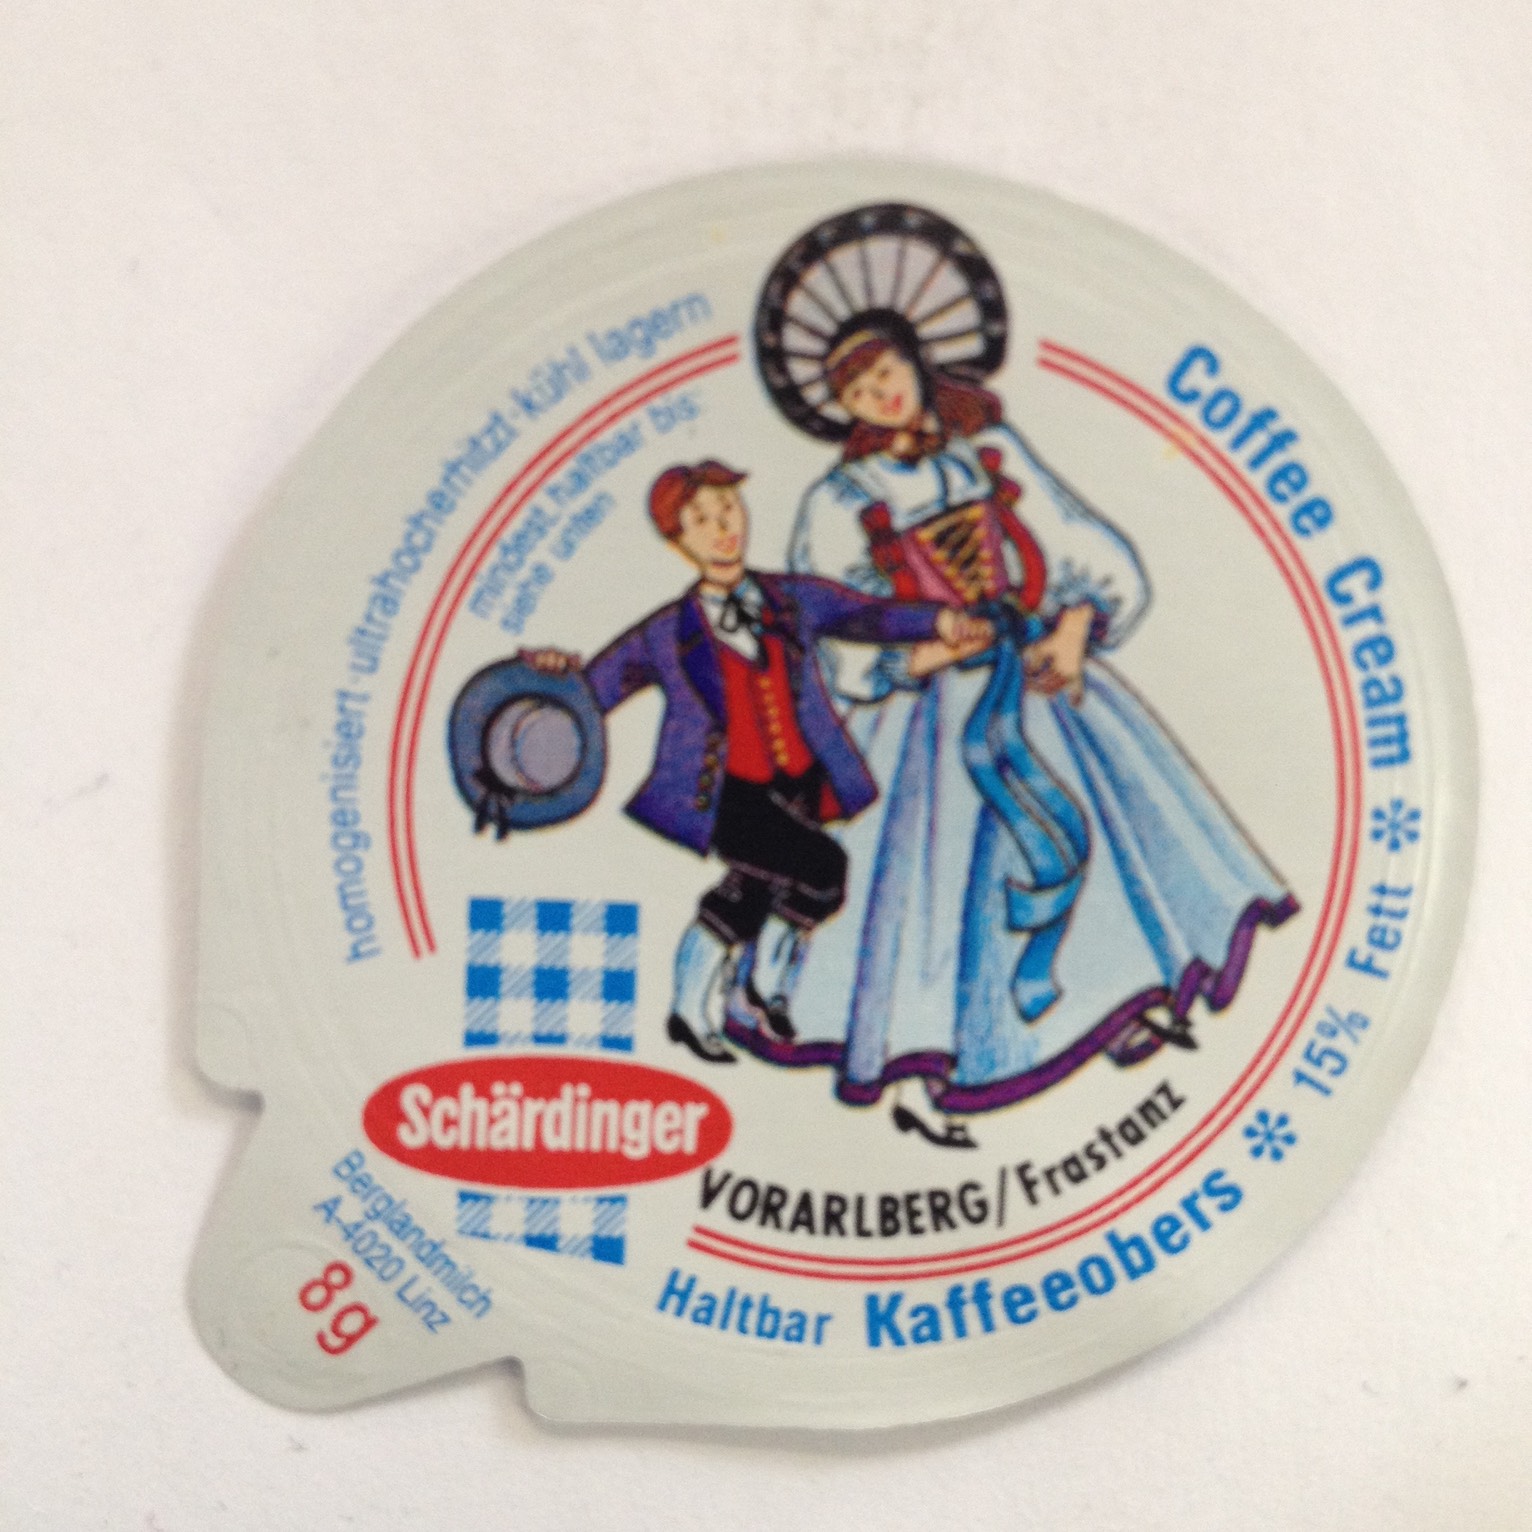 homogenisiert·ultrahocherhitzt·kühl lagern
mindest. haltbar bis:
siehe unten
Coffee Cream * 15% Fett *
Haltbar Kaffeeobers
VORARLBERG/Frastanz
Schärdinger
Berglandmilch
A-4020 Linz
8g